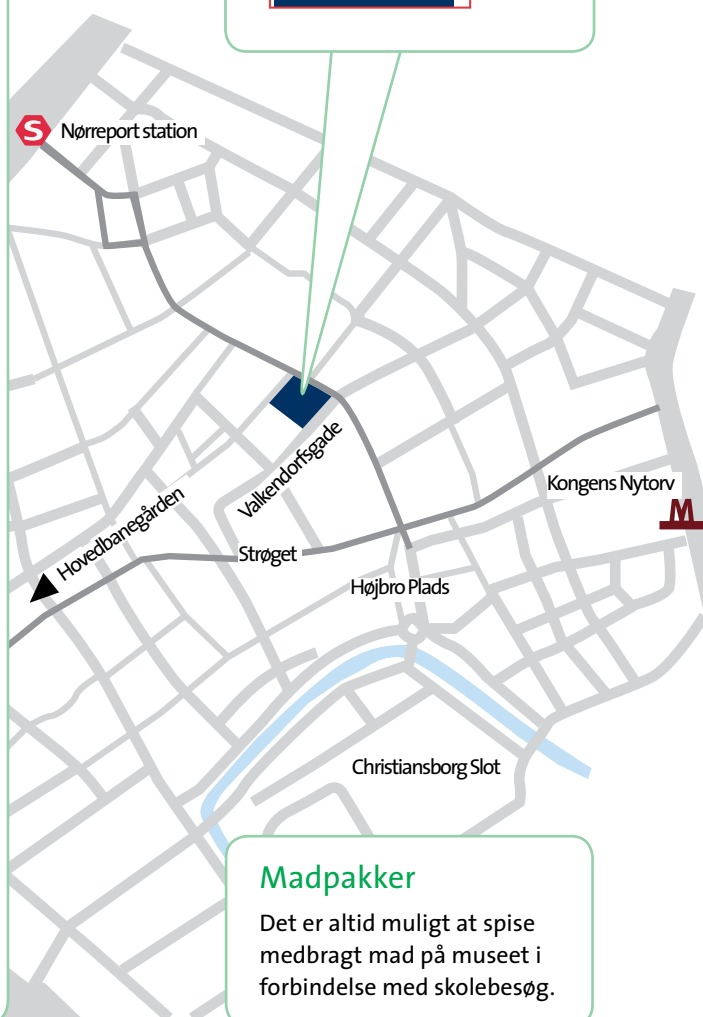 S
Nørreport station
Valkendorfsgade
Kongens Nytorv
M
Hovedbanegården
Strøget
Højbro Plads
Christiansborg Slot
Madpakker
Det er altid muligt at spise
medbragt mad på museet i
forbindelse med skolebesøg.